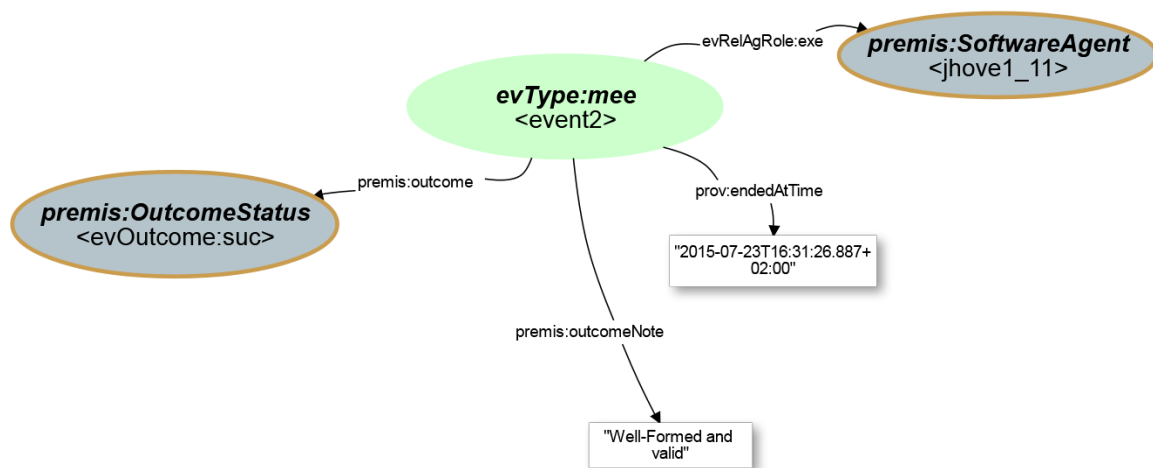 evRelAgRole:exe
premis:SoftwareAgent
<jhove1_11>
evType:mee
<event2>
premis:outcome
prov:endedAtTime
premis:OutcomeStatus
<evOutcome:suc>
"2015-07-23T16:31:26.887+
02:00"
premis:outcomeNote
"Well-Formed and
valid"